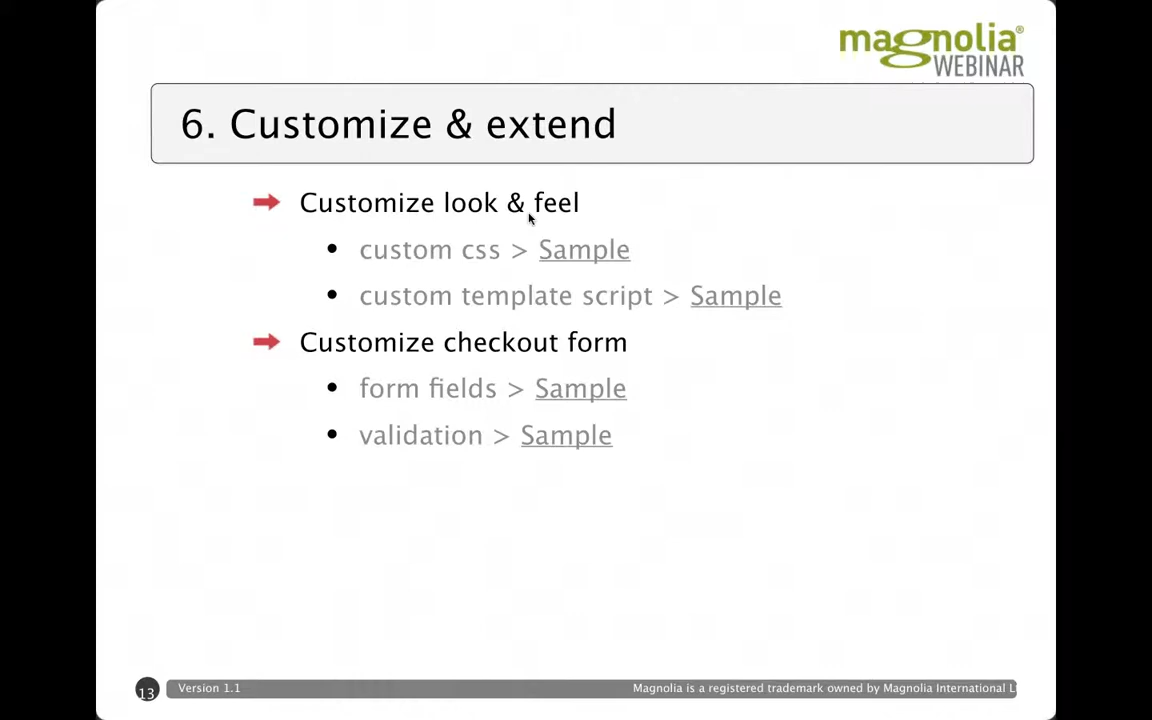 magnolia®
WEBINAR
6. Customize & extend
Customize look & feel
• custom css > Sample
• custom template script > Sample
Customize checkout form
• form fields > Sample
• validation > Sample
13 Version 1.1 Magnolia is a registered trademark owned by Magnolia International L